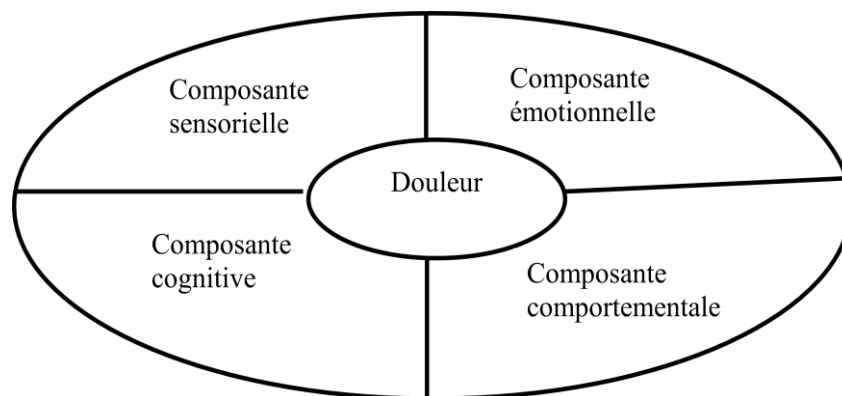 Composante
sensorielle
Composante
émotionnelle
Douleur
Composante
cognitive
Composante
comportementale